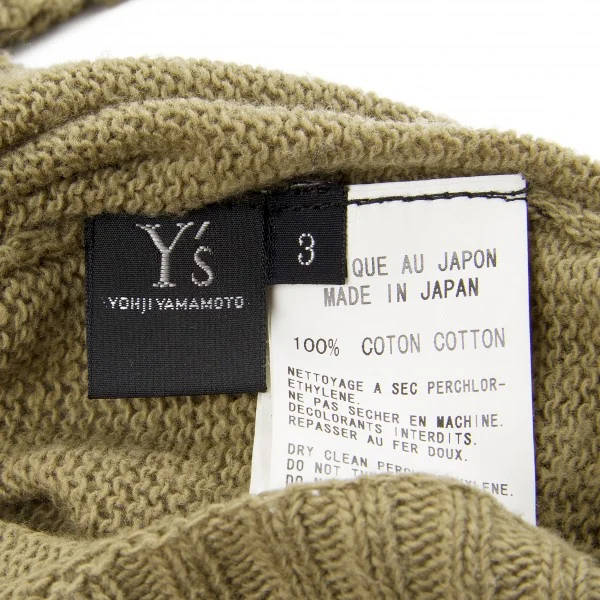 Y's
YOHJI YAMAMOTO
3
QUE AU JAPON
MADE IN JAPAN
100% COTON COTTON
NETTOYAGE A SEC PERCHLOR-
ETHYLENE.
NE PAS SECHER EN MACHINE.
DECOLORANTS INTERDITS.
REPASSER AU FER DOUX.
DRY CLEAN
DO NOT